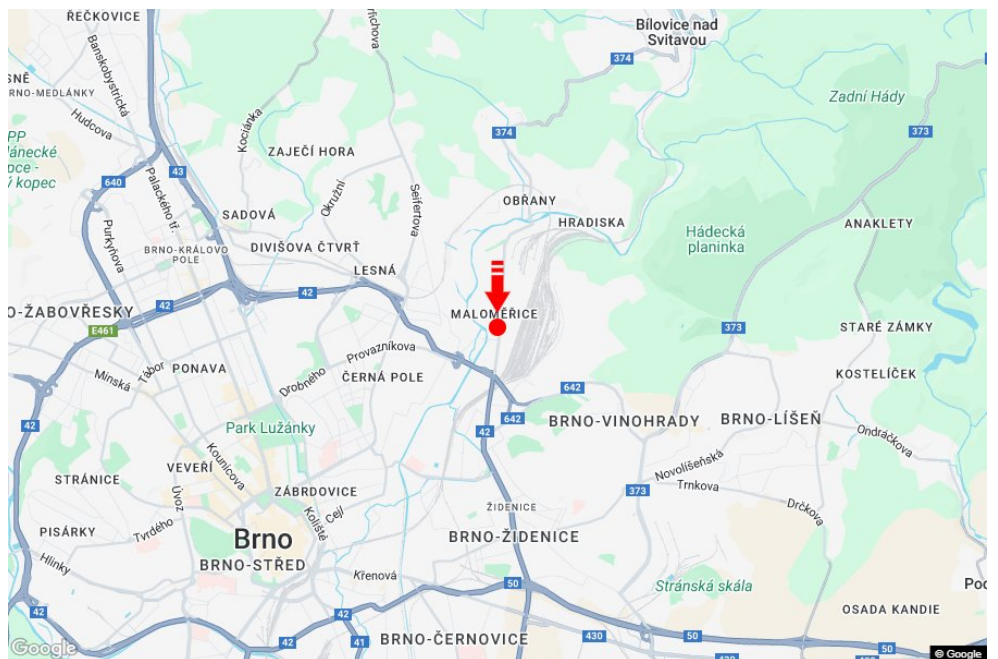 ŘEČKOVICE
Banskobystrická
BRNO-MEDLÁNKY
Hudcova
Kociánka
Bílovice nad
Svitavou
374
Zadní Hády
373
374
ZAJEČÍ HORA
43
640
Palackého tř.
Purkyňova
Okružní
Seifertova
OBŘANY
HRADISKA
SADOVÁ
BRNO-KRÁLOVO
POLE
DIVIŠOVA ČTVRŤ
LESNÁ
Hádecká
planinka
ANAKLETY
42
42
E461
MALOMĚŘICE
373
STARÉ ZÁMKY
KOSTELÍČEK
Provazníkova
ČERNÁ POLE
Drobného
PONAVA
Tábor
Minská
642
642
42
BRNO-VINOHRADY
BRNO-LÍŠEŇ
Ondráčkova
Park Lužánky
42
VEVEŘÍ
Kounicova
STRÁNICE
Úvoz
ZÁBRDOVICE
Cejl
Koliště
Novolíšeňská
373
Trnkova
Drčkova
ŽIDENICE
BRNO-ŽIDENICE
PISÁRKY
Tvrdého
Hlinky
Brno
BRNO-STŘED
Křenová
50
Stránská skála
OSADA KANDIE
42
42
41
BRNO-ČERNOVICE
430
50
50
Google
© Google